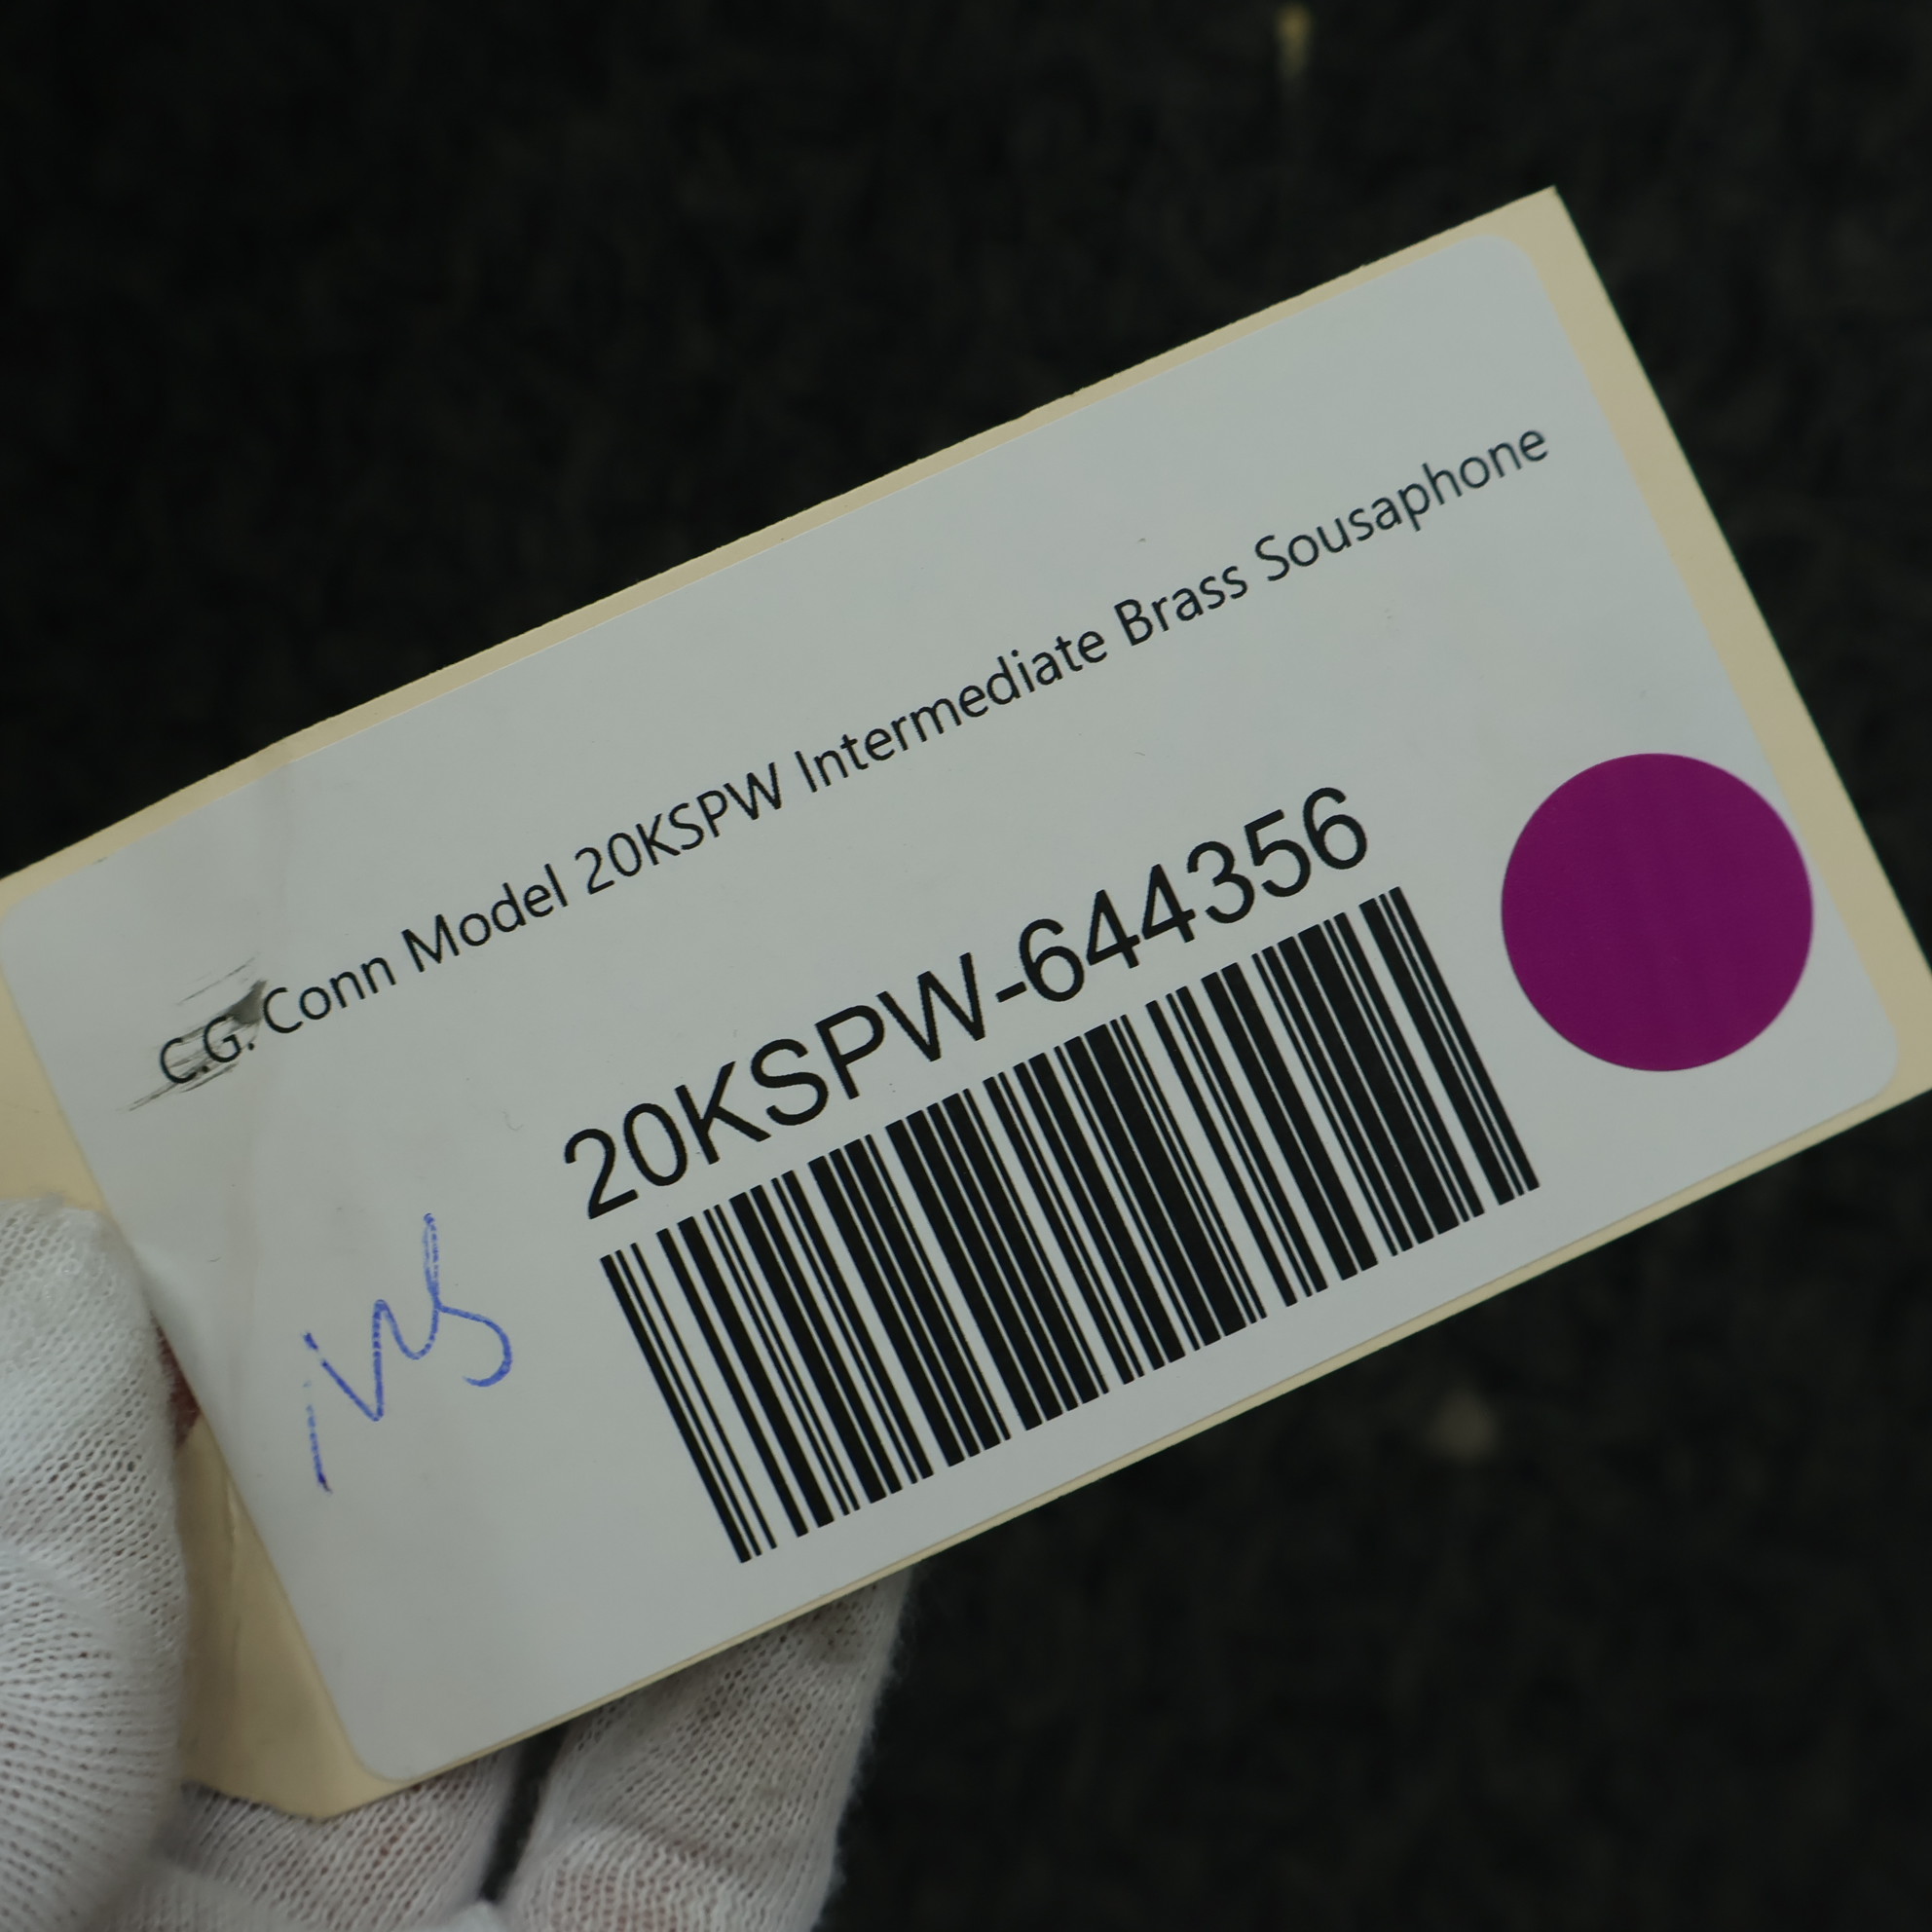 C.G. Conn Model 20KSPW Intermediate Brass Sousaphone
20KSPW-644356